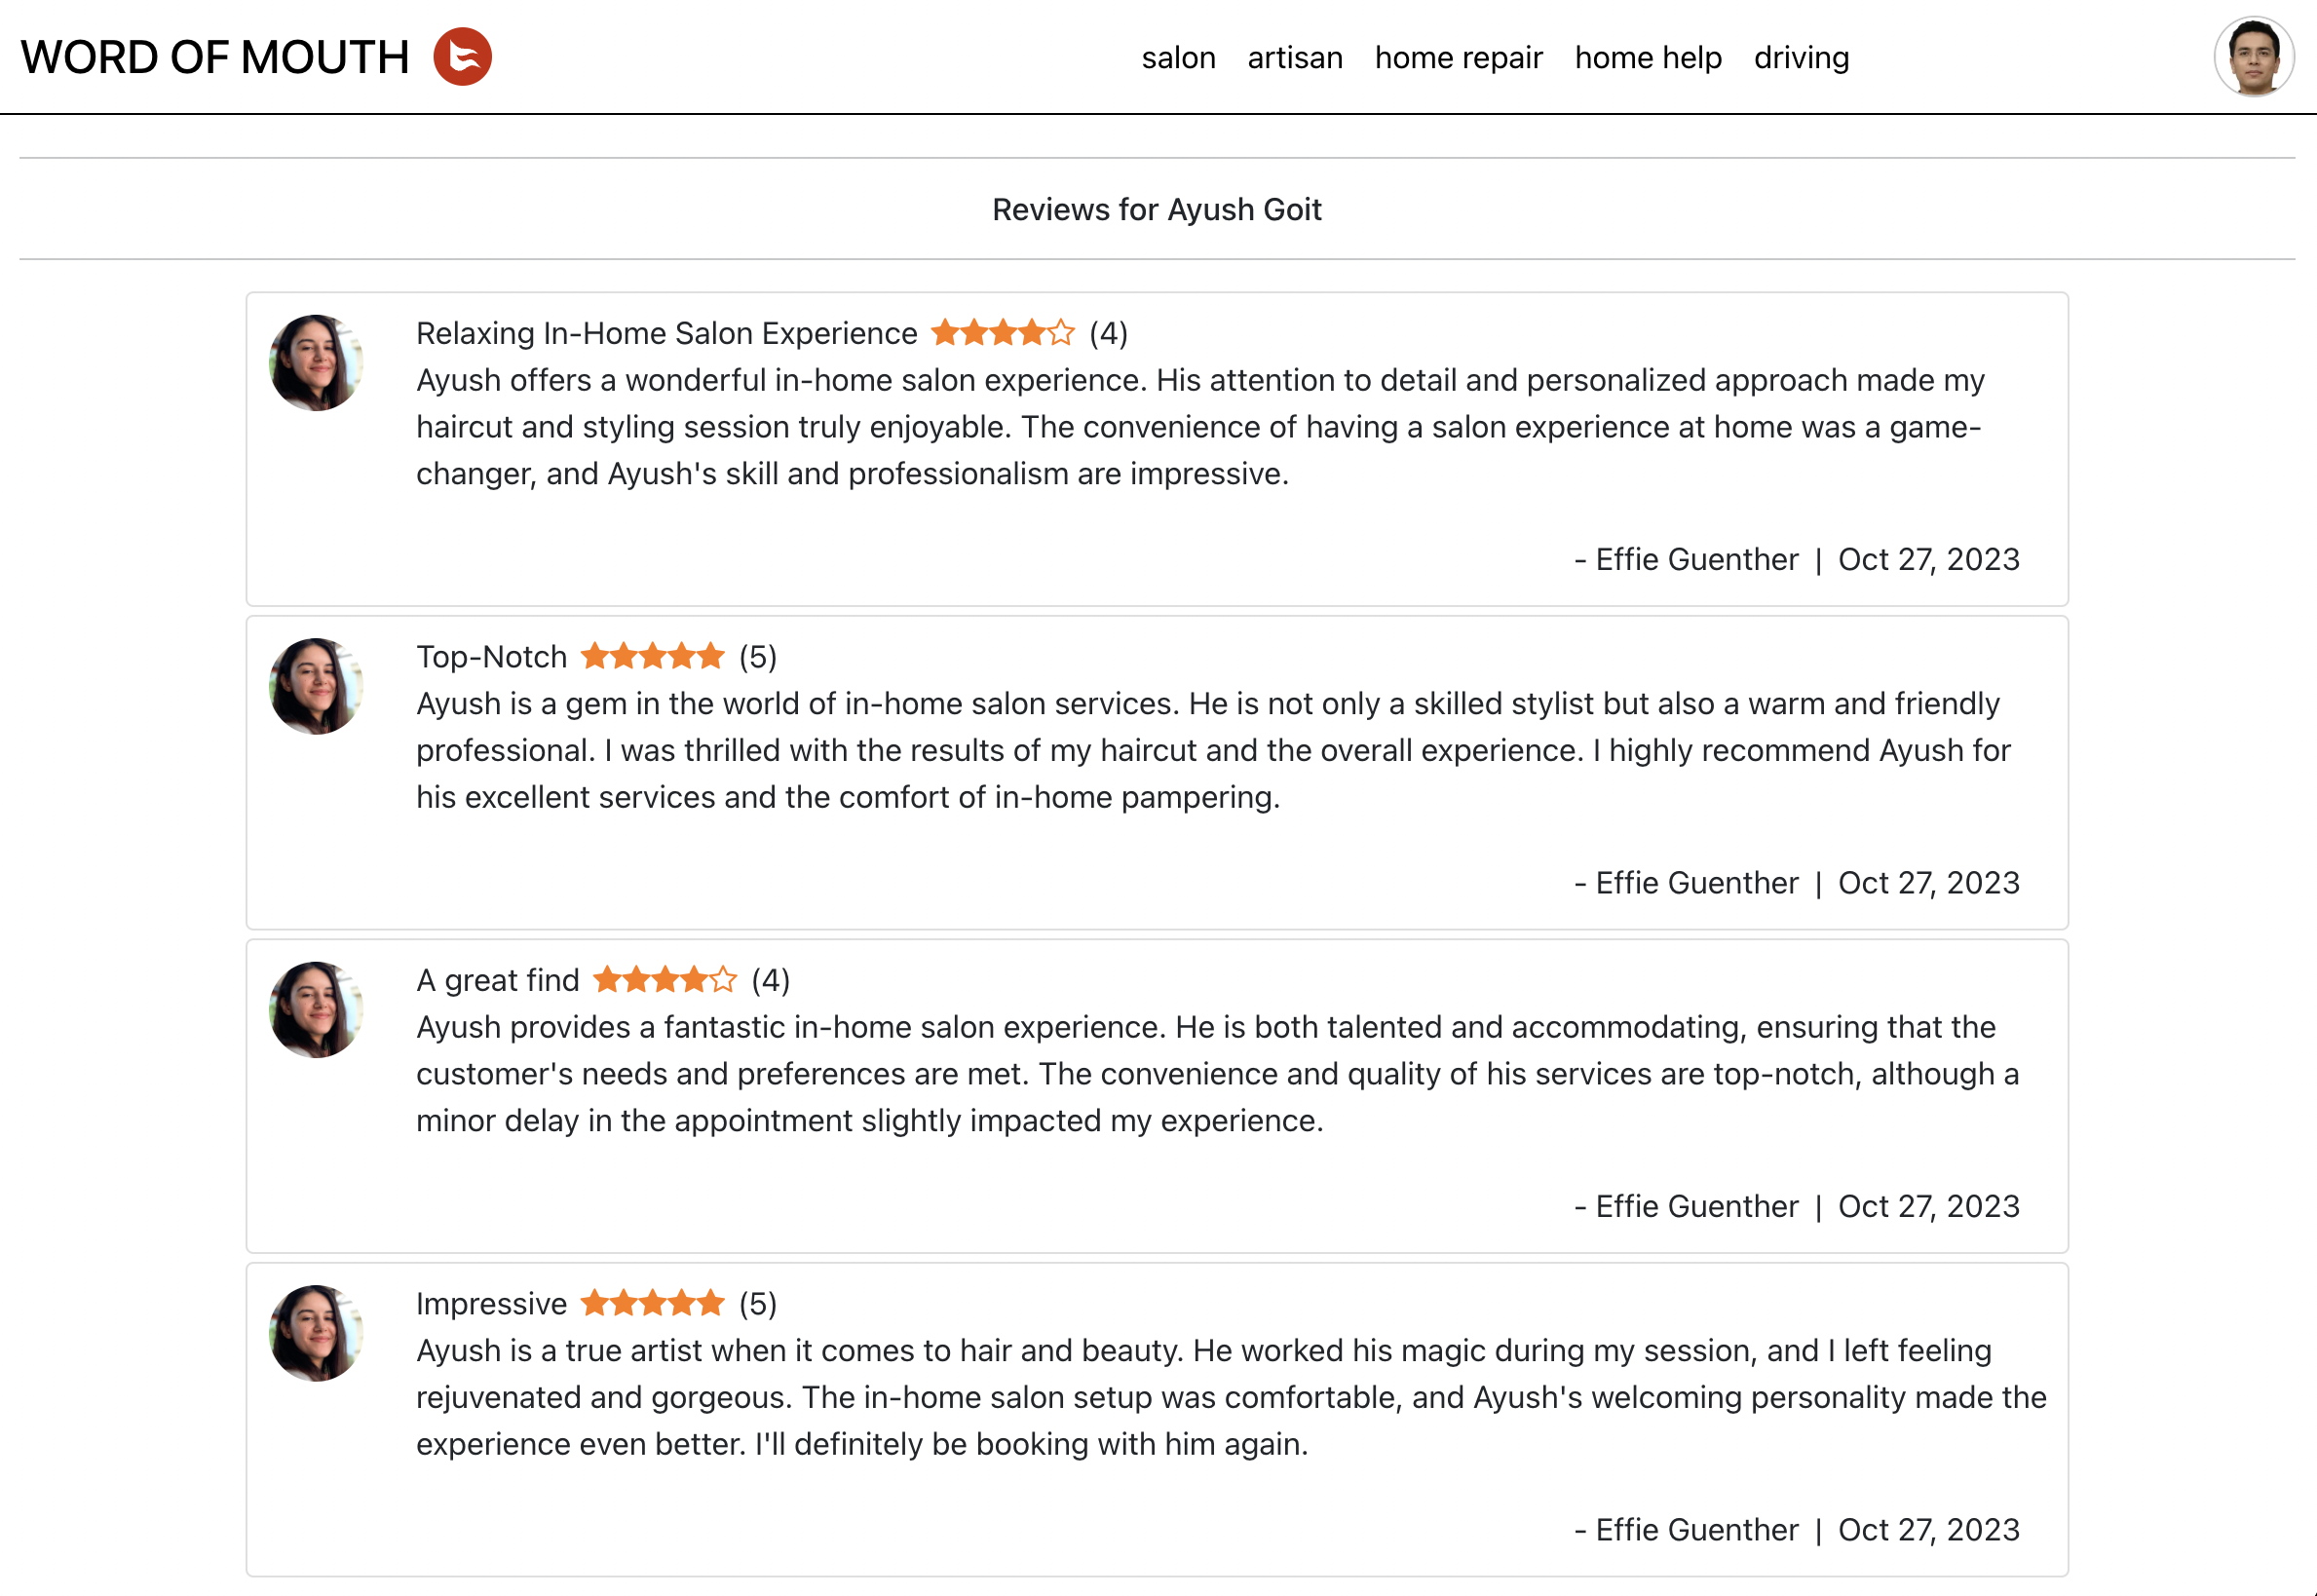 WORD OF MOUTH
salon artisan home repair home help driving
Reviews for Ayush Goit
Relaxing In-Home Salon Experience (4)
Ayush offers a wonderful in-home salon experience. His attention to detail and personalized approach made my
haircut and styling session truly enjoyable. The convenience of having a salon experience at home was a game-
changer, and Ayush's skill and professionalism are impressive.
- Effie Guenther | Oct 27, 2023
Top-Notch (5)
Ayush is a gem in the world of in-home salon services. He is not only a skilled stylist but also a warm and friendly
professional. I was thrilled with the results of my haircut and the overall experience. I highly recommend Ayush for
his excellent services and the comfort of in-home pampering.
- Effie Guenther | Oct 27, 2023
A great find (4)
Ayush provides a fantastic in-home salon experience. He is both talented and accommodating, ensuring that the
customer's needs and preferences are met. The convenience and quality of his services are top-notch, although a
minor delay in the appointment slightly impacted my experience.
- Effie Guenther | Oct 27, 2023
Impressive (5)
Ayush is a true artist when it comes to hair and beauty. He worked his magic during my session, and I left feeling
rejuvenated and gorgeous. The in-home salon setup was comfortable, and Ayush's welcoming personality made the
experience even better. I'll definitely be booking with him again.
- Effie Guenther | Oct 27, 2023